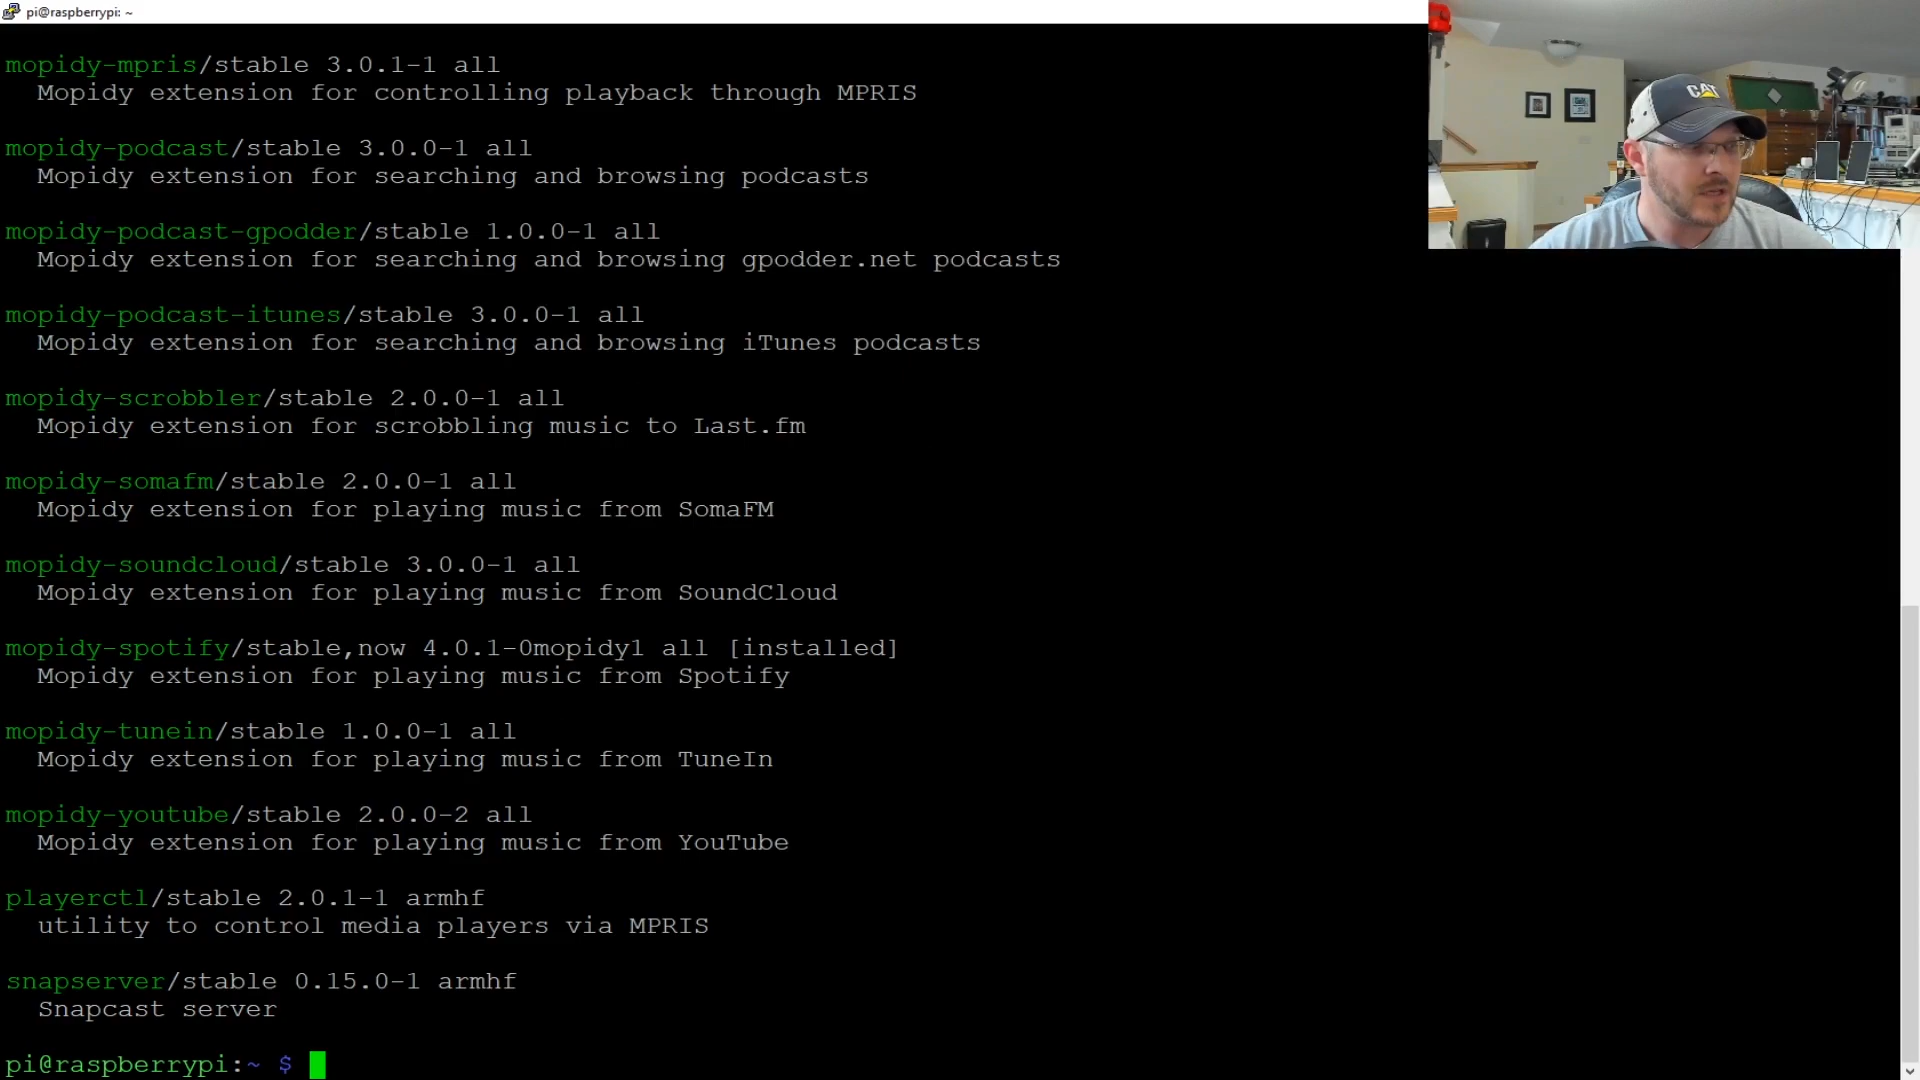 pi@raspberrypi: ~
CAT
mopidy-mpris/stable 3.0.1-1 all
Mopidy extension for controlling playback through MPRIS
mopidy-podcast/stable 3.0.0-1 all
Mopidy extension for searching and browsing podcasts
mopidy-podcast-gpodder/stable 1.0.0-1 all
Mopidy extension for searching and browsing gpodder.net podcasts
mopidy-podcast-itunes/stable 3.0.0-1 all
Mopidy extension for searching and browsing iTunes podcasts
mopidy-scrobbler/stable 2.0.0-1 all
Mopidy extension for scrobbling music to Last.fm
mopidy-somafm/stable 2.0.0-1 all
Mopidy extension for playing music from SomaFM
mopidy-soundcloud/stable 3.0.0-1 all
Mopidy extension for playing music from SoundCloud
mopidy-spotify/stable,now 4.0.1-0mopidy1 all [installed]
Mopidy extension for playing music from Spotify
mopidy-tunein/stable 1.0.0-1 all
Mopidy extension for playing music from TuneIn
mopidy-youtube/stable 2.0.0-2 all
Mopidy extension for playing music from YouTube
playerctl/stable 2.0.1-1 armhf
utility to control media players via MPRIS
snapserver/stable 0.15.0-1 armhf
Snapcast server
pi@raspberrypi:~ $